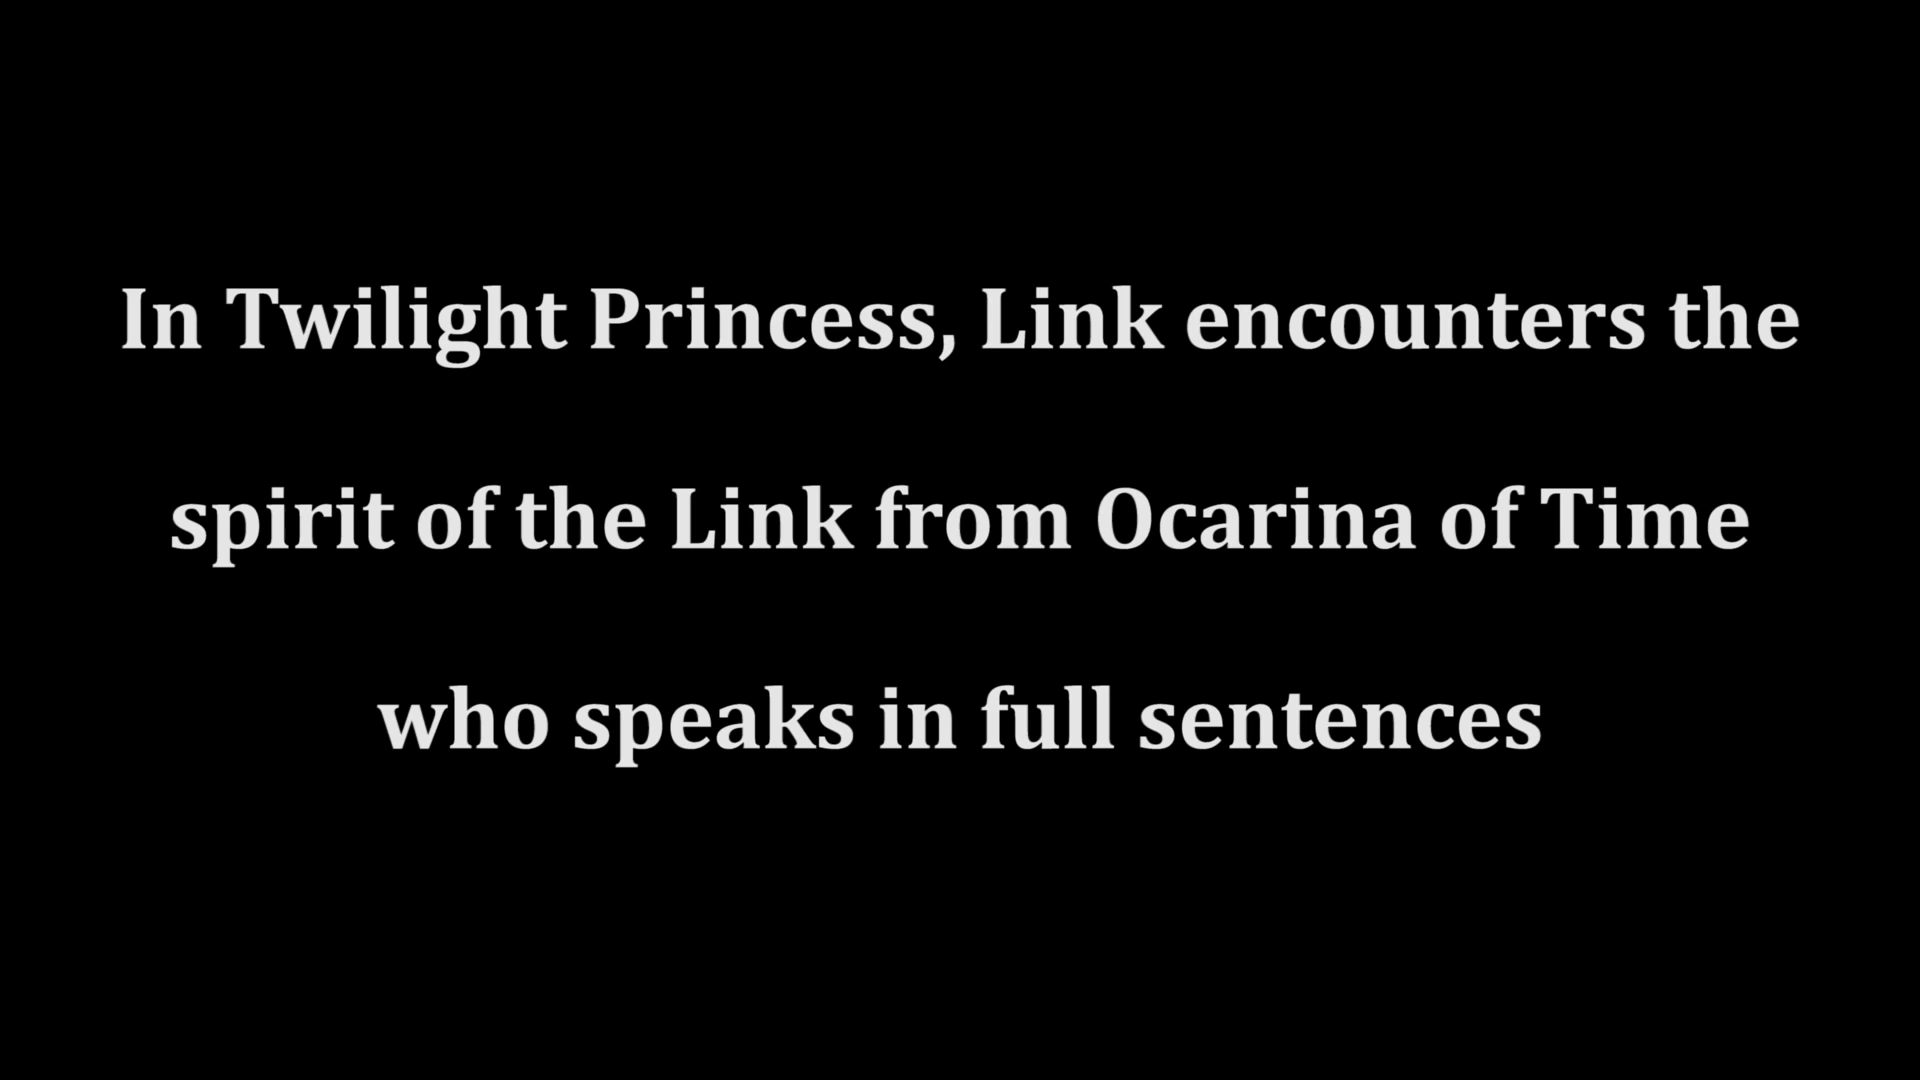 In Twilight Princess, Link encounters the
spirit of the Link from Ocarina of Time
who speaks in full sentences